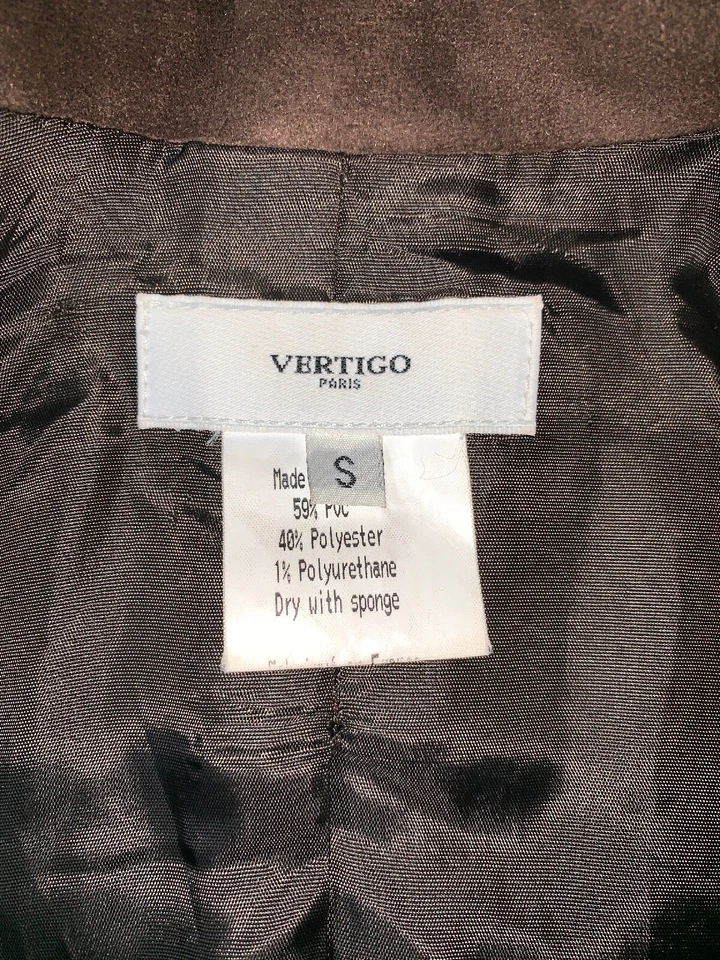 VERTIGO
PARIS
S
Made
59% PVC
40% Polyester
1% Polyurethane
Dry with sponge